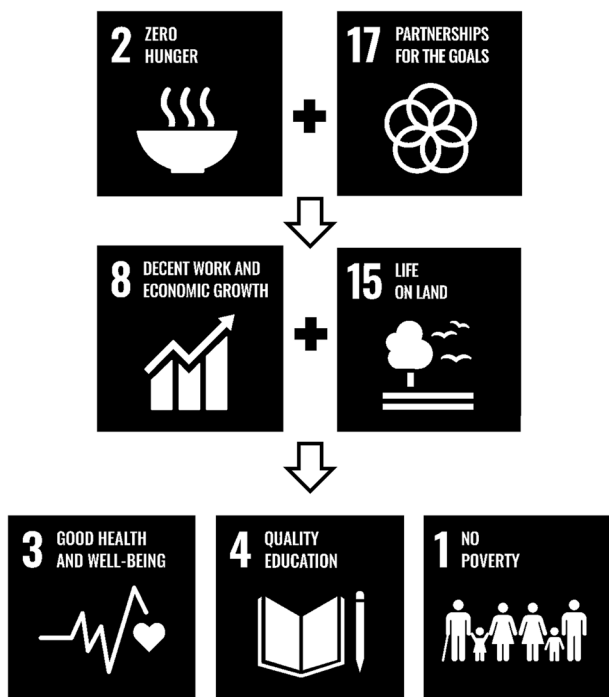 2 ZERO
HUNGER
17 PARTNERSHIPS
FOR THE GOALS
8 DECENT WORK AND
ECONOMIC GROWTH
15 LIFE
ON LAND
3 GOOD HEALTH
AND WELL-BEING
4 QUALITY
EDUCATION
1 NO
POVERTY